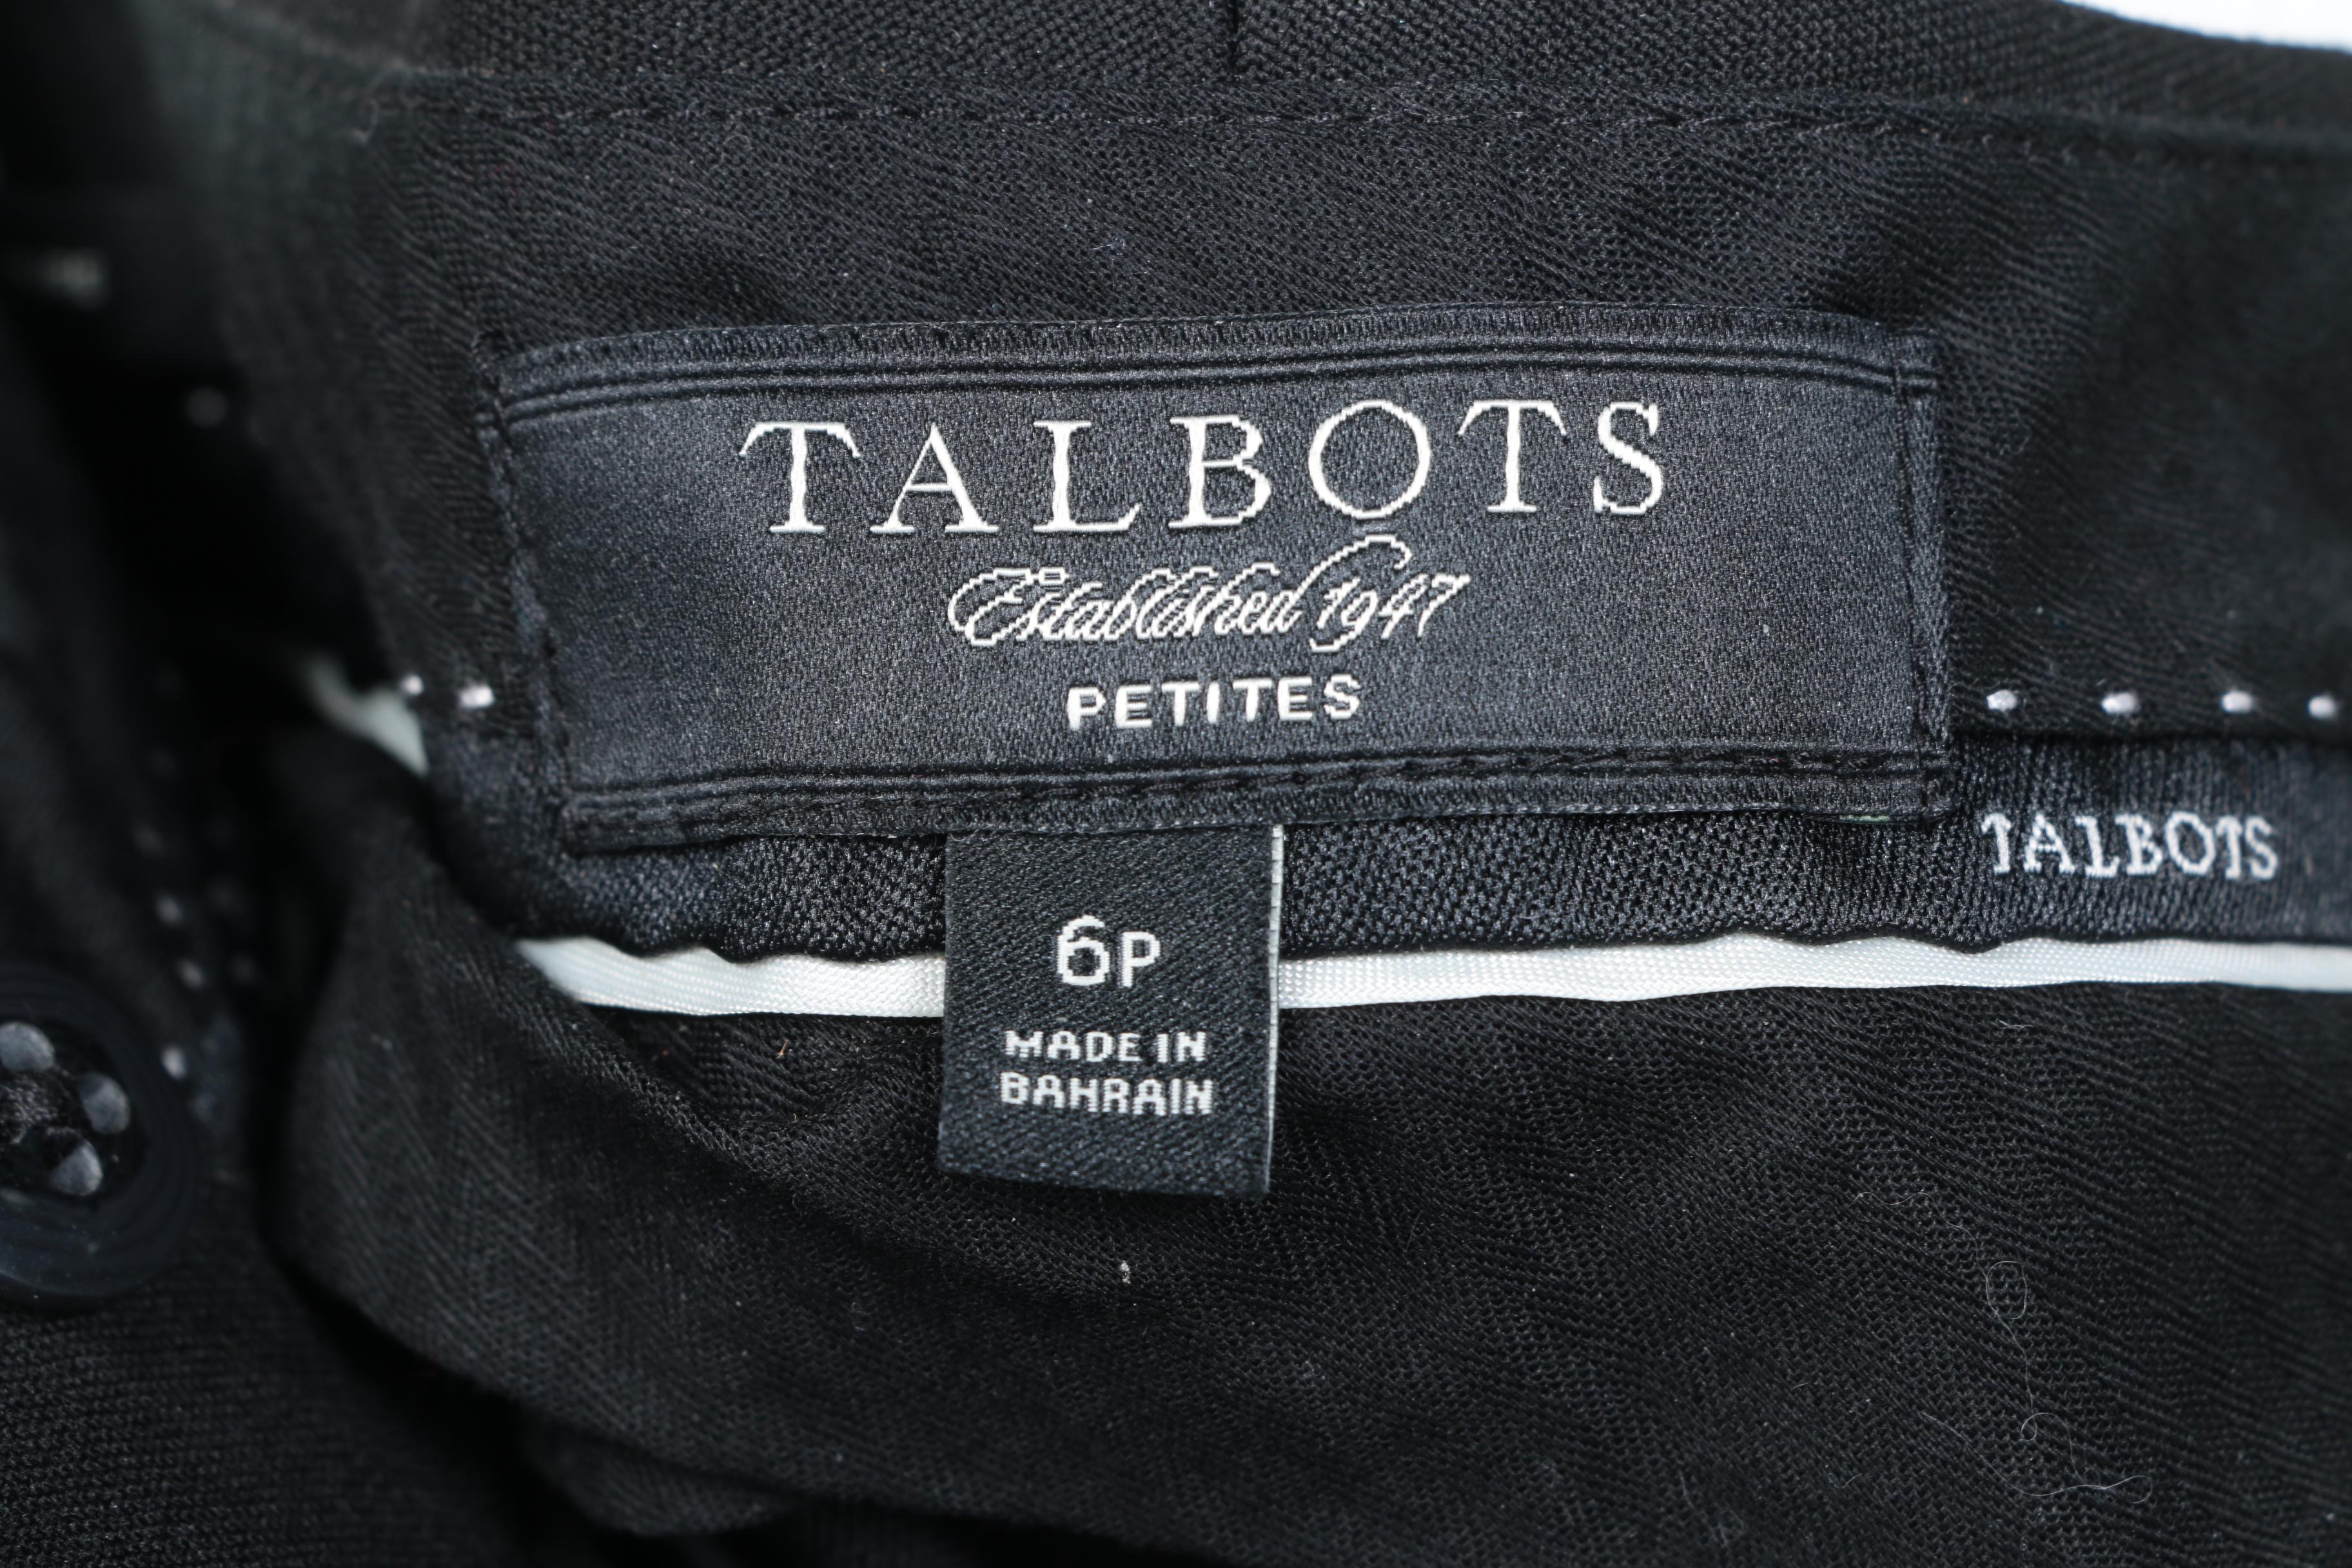 TALBOTS
Established 1947
PETITES
TALBOTS
6P
MADE IN
BAHRAIN